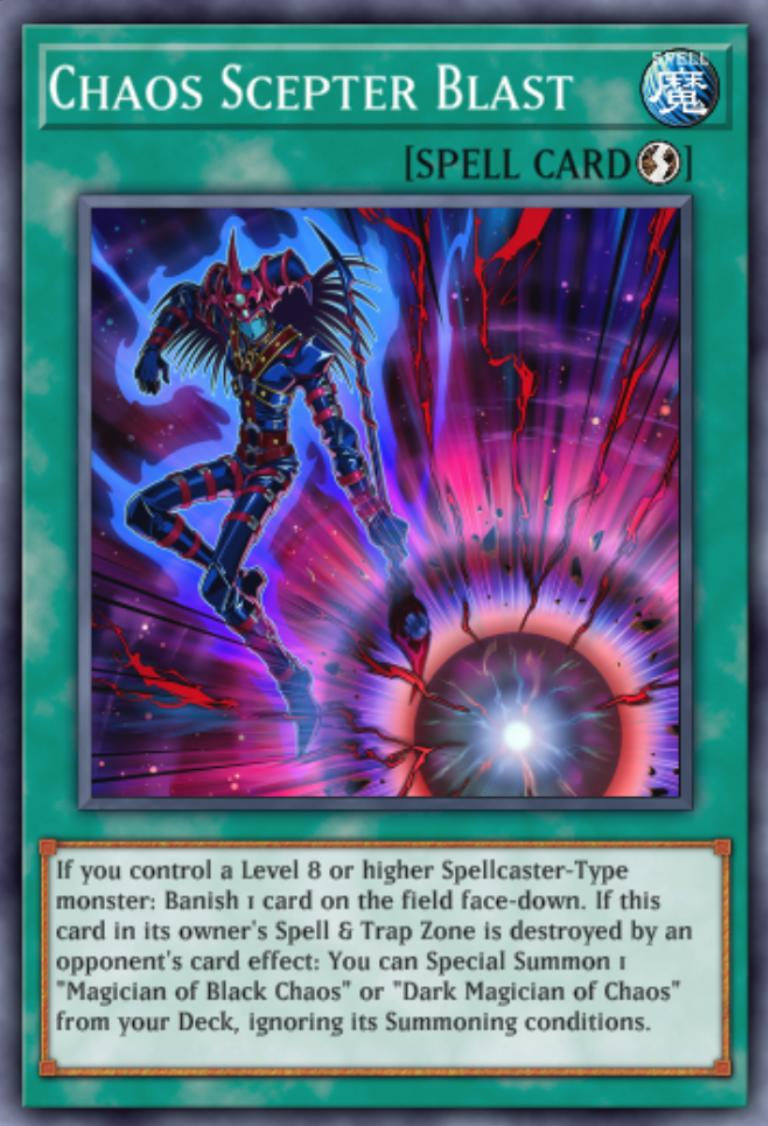 Chaos Scepter Blast
SPELL
魔
[SPELL CARD]
If you control a Level 8 or higher Spellcaster-Type
monster: Banish 1 card on the field face-down. If this
card in its owner's Spell & Trap Zone is destroyed by an
opponent's card effect: You can Special Summon 1
"Magician of Black Chaos" or "Dark Magician of Chaos"
from your Deck, ignoring its Summoning conditions.